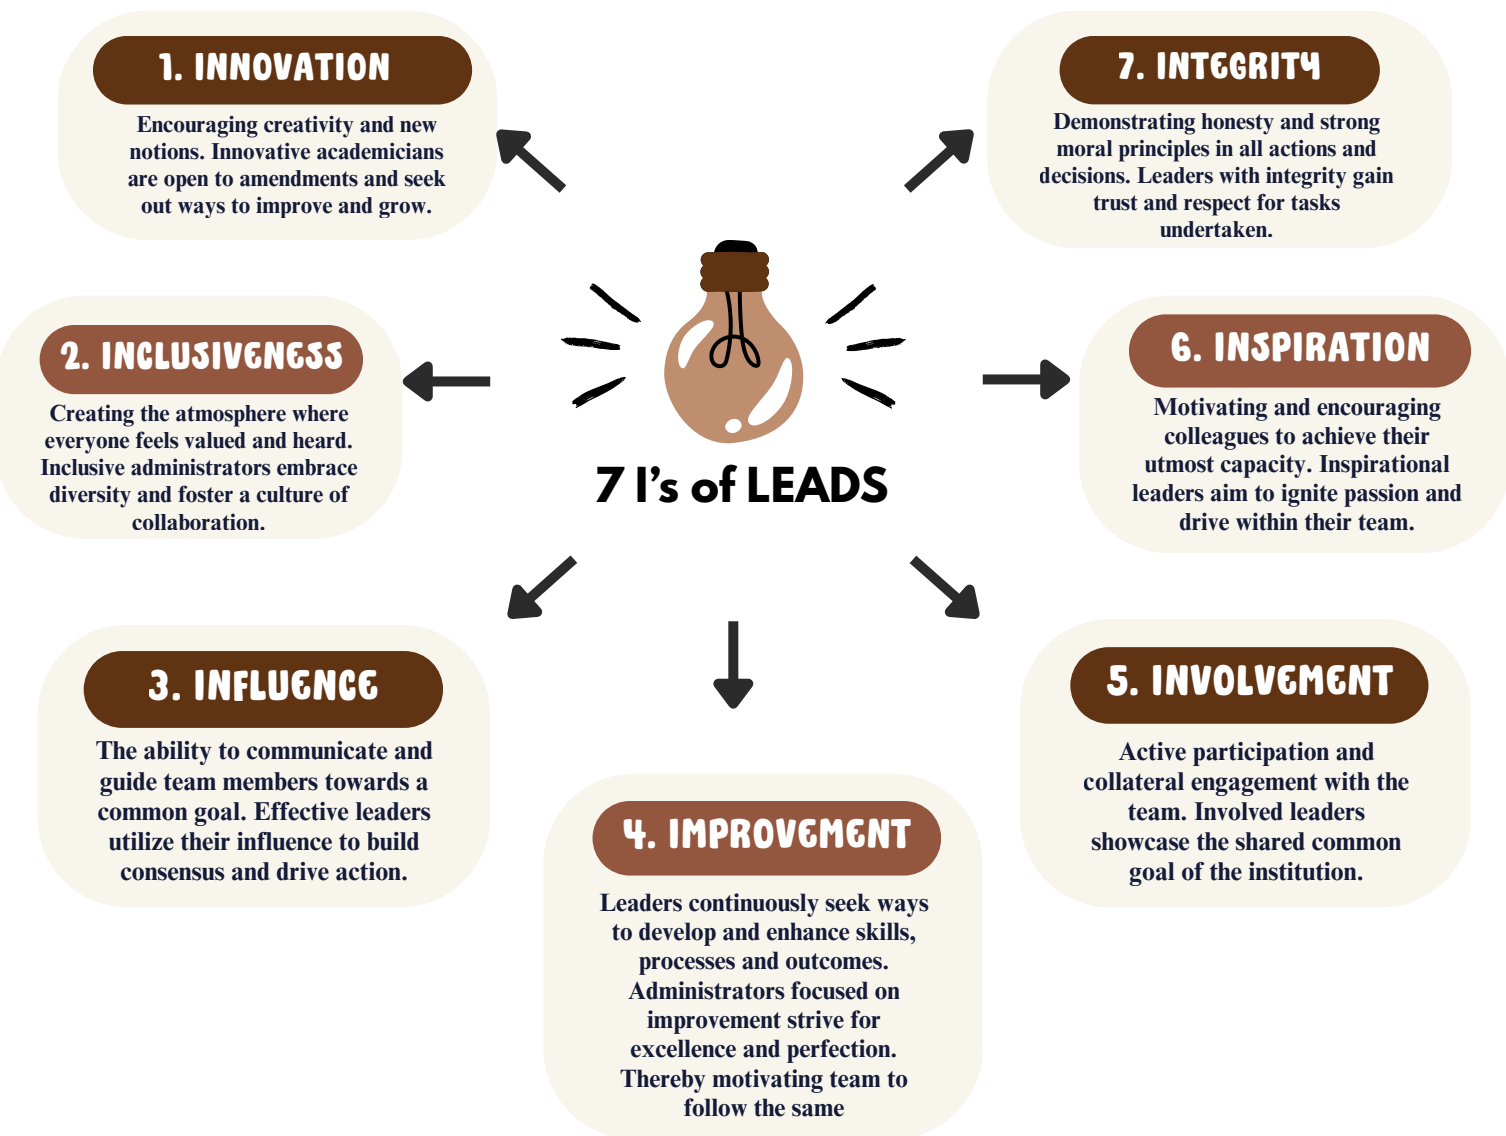 1. INNOVATION
Encouraging creativity and new
notions. Innovative academicians
are open to amendments and seek
out ways to improve and grow.
2. INCLUSIVENESS
Creating the atmosphere where
everyone feels valued and heard.
Inclusive administrators embrace
diversity and foster a culture of
collaboration.
3. INFLUENCE
The ability to communicate and
guide team members towards a
common goal. Effective leaders
utilize their influence to build
consensus and drive action.
4. IMPROVEMENT
Leaders continuously seek ways
to develop and enhance skills,
processes and outcomes.
Administrators focused on
improvement strive for
excellence and perfection.
Thereby motivating team to
follow the same
5. INVOLVEMENT
Active participation and
collateral engagement with the
team. Involved leaders
showcase the shared common
goal of the institution.
6. INSPIRATION
Motivating and encouraging
colleagues to achieve their
utmost capacity. Inspirational
leaders aim to ignite passion and
drive within their team.
7. INTEGRITY
Demonstrating honesty and strong
moral principles in all actions and
decisions. Leaders with integrity gain
trust and respect for tasks
undertaken.
7 I's of LEADS